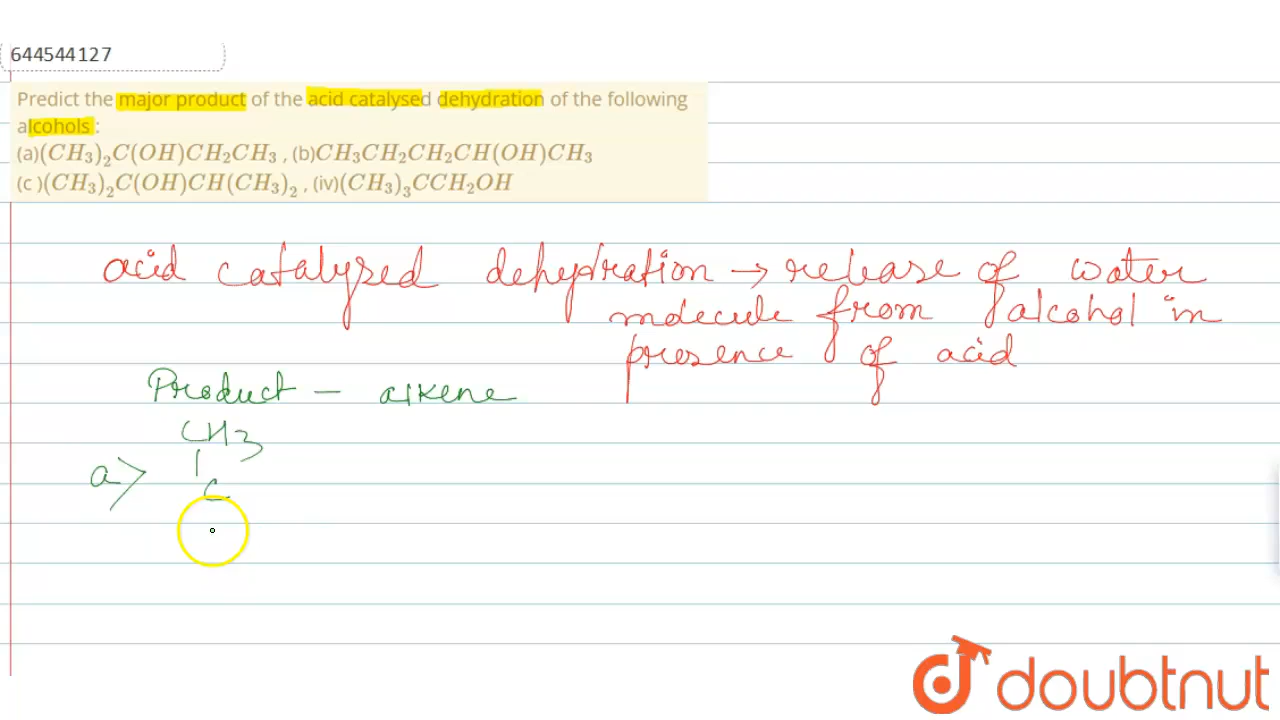 644544127
Predict the major product of the acid catalysed dehydration of the following
alcohols :
(a)(CH₃)₂C(OH)CH₂CH₃ , (b)CH₃CH₂CH₂CH(OH)CH₃
(c )(CH₃)₂C(OH)CH(CH₃)₂ , (iv)(CH₃)₃CCH₂OH
acid catalyzed dehydration → release of water
molecule from alcohol in
presence of acid
Product - alkene
CH3
a> |
C
doubtnut